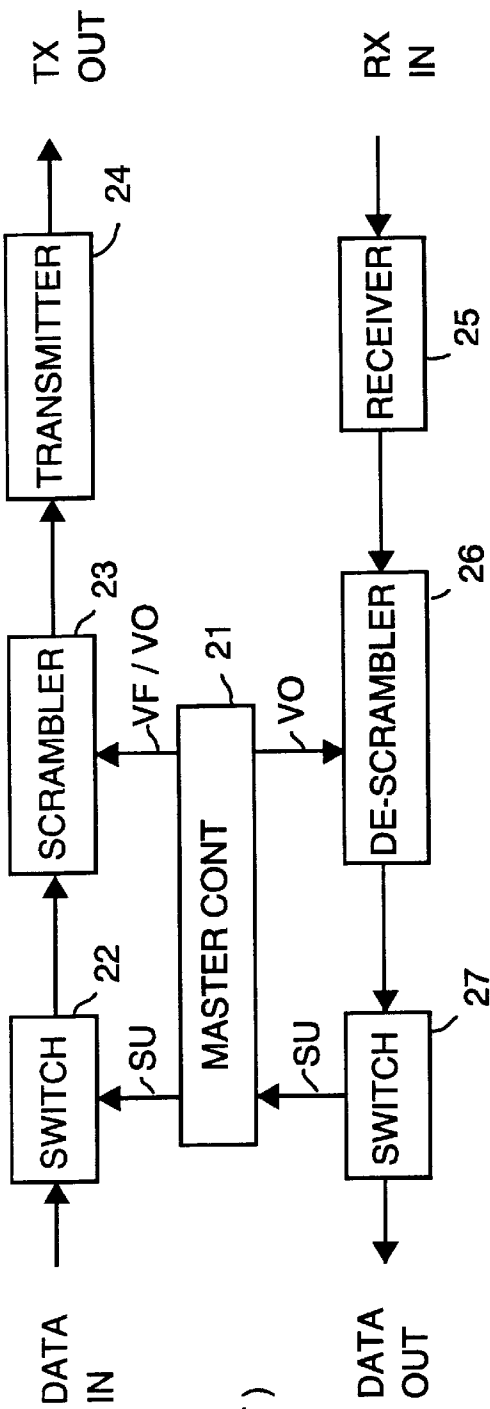 DATA
IN
SWITCH
22
SCRAMBLER
23
TRANSMITTER
24
TX
OUT
SU
VF / VO
MASTER CONT
21
SU
VO
DATA
OUT
SWITCH
27
DE-SCRAMBLER
26
RECEIVER
25
RX
IN
)